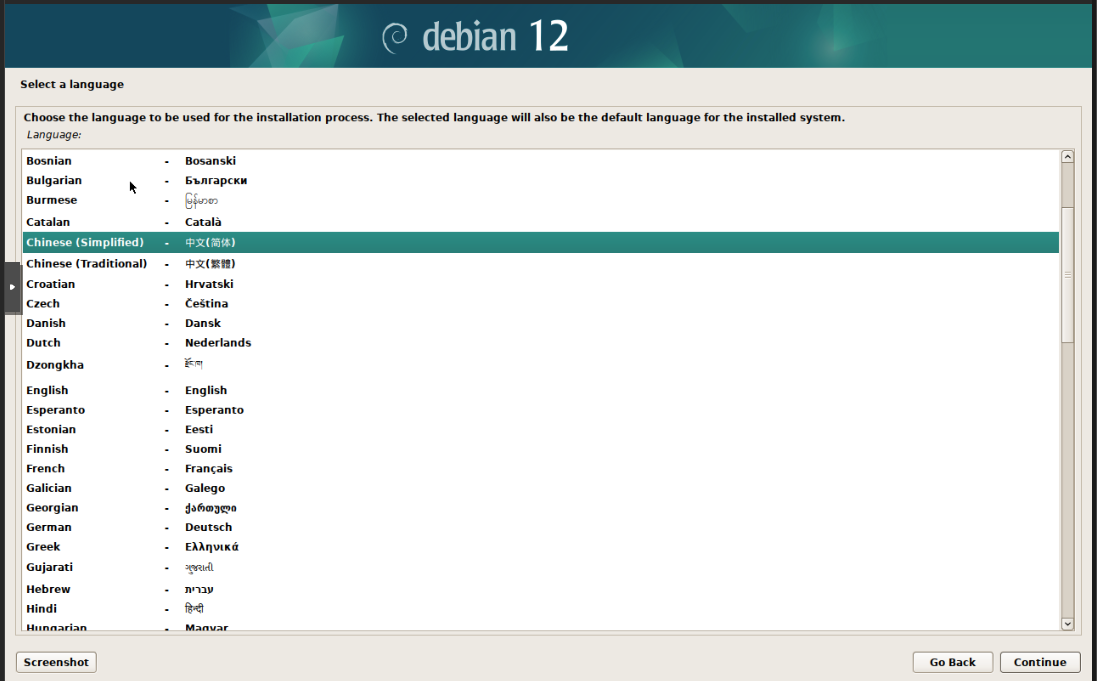 debian 12
Select a language
Choose the language to be used for the installation process. The selected language will also be the default language for the installed system.
Language:
Bosnian - Bosanski
Bulgarian - Български
Burmese - မြန်မာစာ
Catalan - Català
Chinese (Simplified) - 中文(简体)
Chinese (Traditional) - 中文(繁體)
Croatian - Hrvatski
Czech - Čeština
Danish - Dansk
Dutch - Nederlands
Dzongkha - རྫོང་ཁ།
English - English
Esperanto - Esperanto
Estonian - Eesti
Finnish - Suomi
French - Français
Galician - Galego
Georgian - ქართული
German - Deutsch
Greek - Ελληνικά
Gujarati - ગુજરાતી
Hebrew - עברית
Hindi - हिन्दी
Hungarian - Magyar
Screenshot Go Back Continue